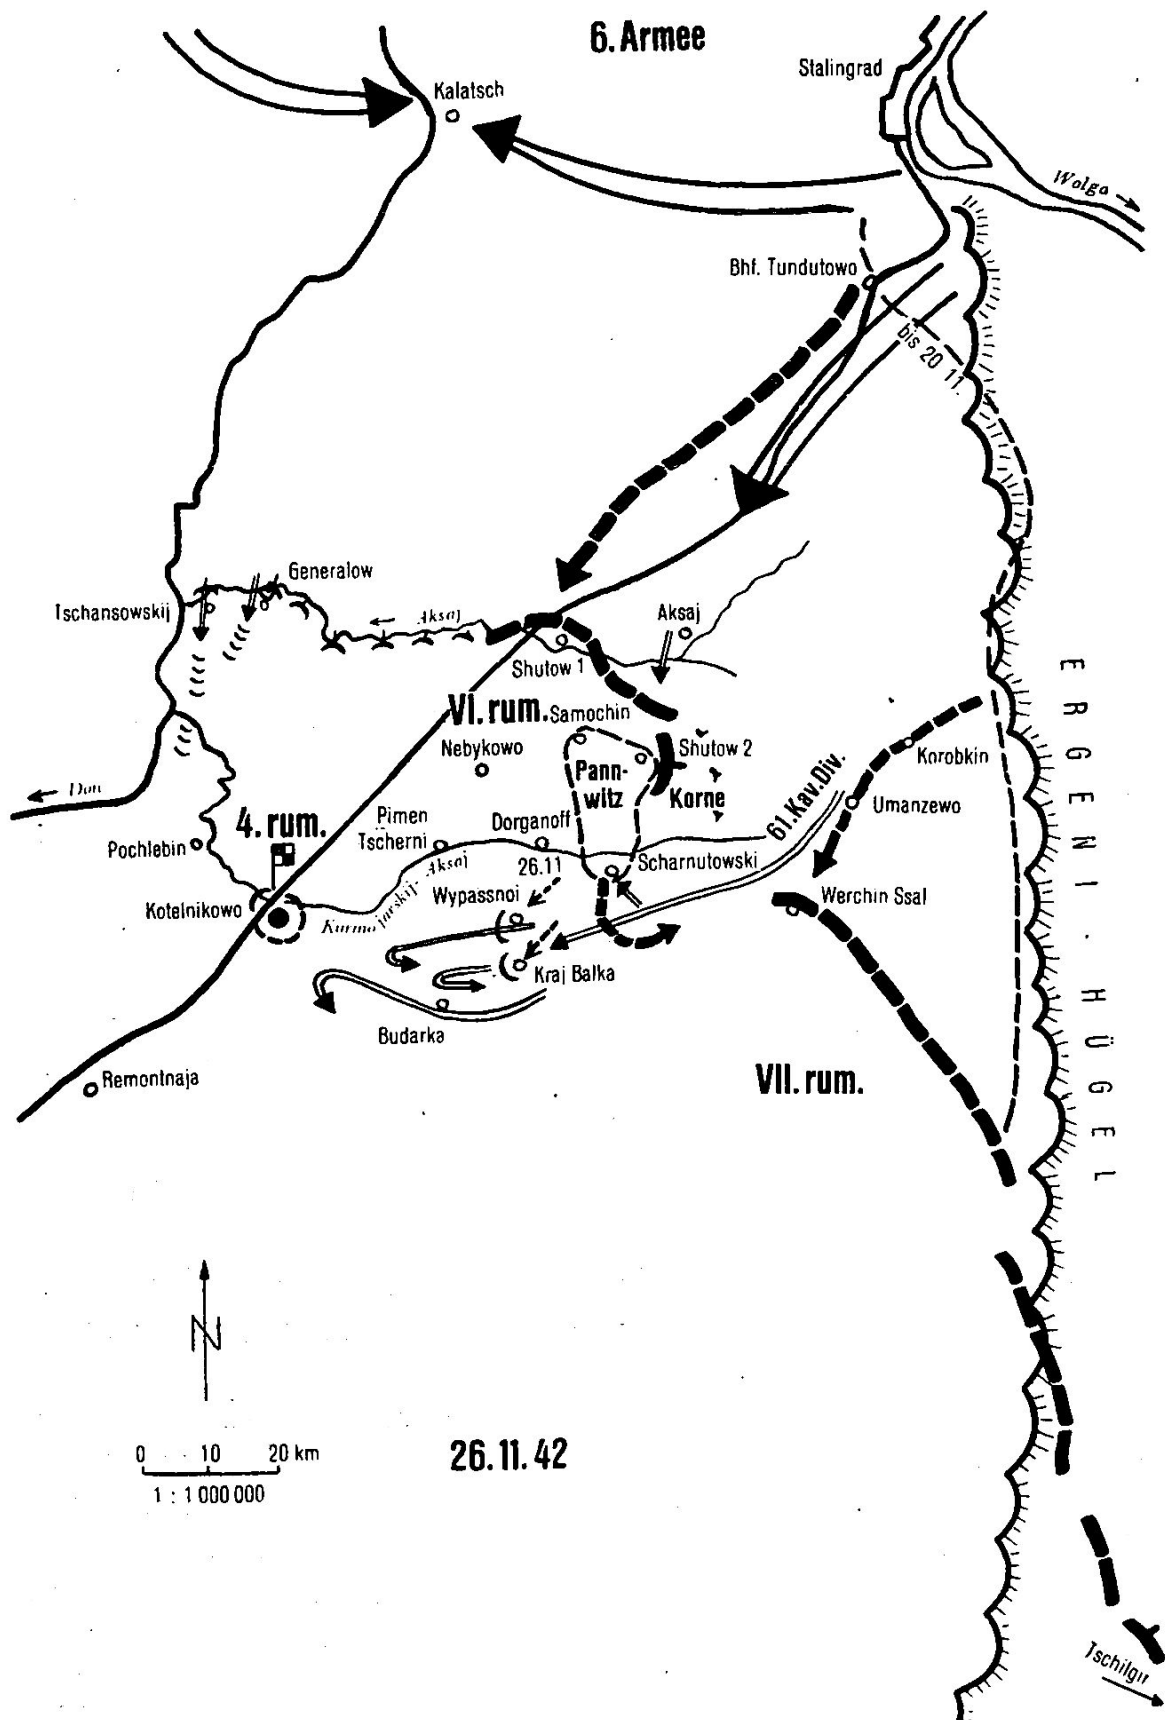 6. Armee
Stalingrad
Kalatsch
Wolga
Bhf. Tundutowo
bis 20 11.
Generalow
Tschansowskij
Aksaj
Aksaj
Shutow 1
VI. rum.
Samochin
Nebykowo
Shutow 2
Korobkin
Pann-
witz
Korne
61. Kav. Div.
Umanzewo
Don
4. rum.
Pimen
Tscherni
Dorganoff
Pochlebin
26.11
Scharnutowski
Wypassnoi
Werchin Ssal
Kotelnikowo
Kurmojarskij-Aksaj
Kraj Balka
Budarka
Remontnaja
VII. rum.
ERGENI HÜGEL
N
0 10 20 km
1 : 1 000 000
26.11.42
Tschilgir